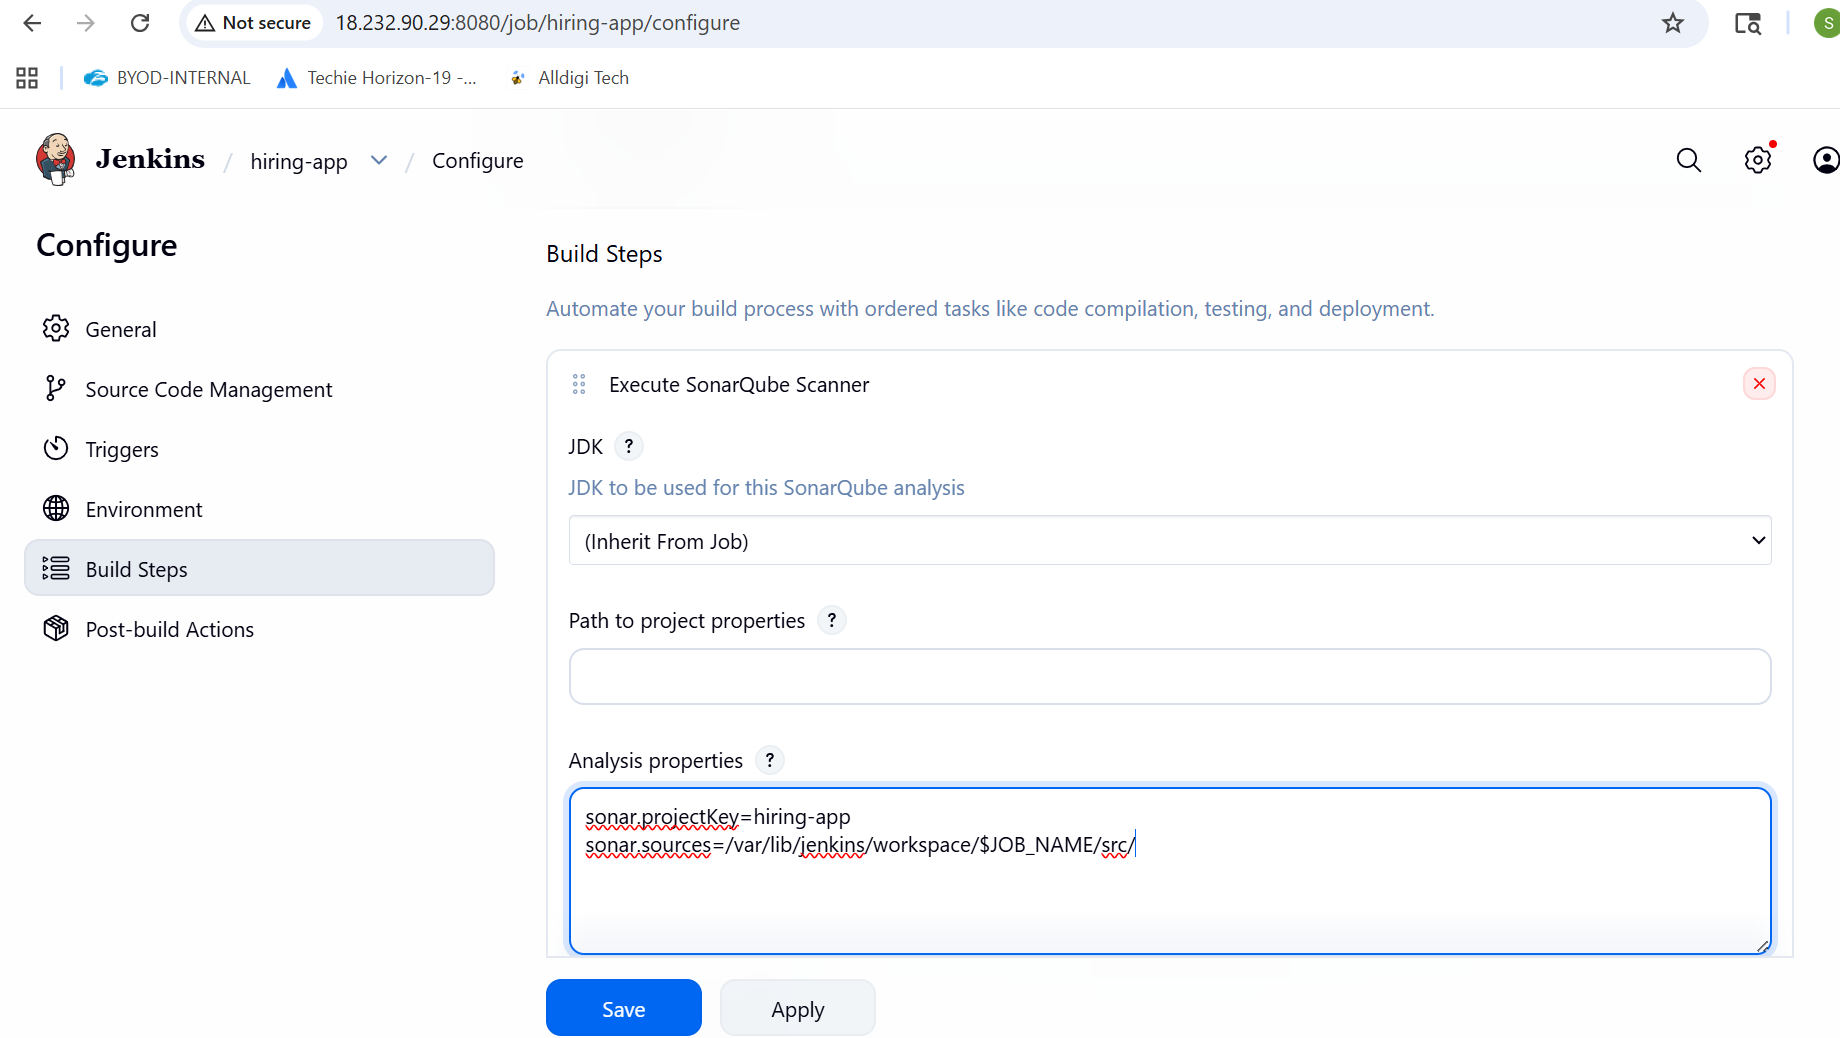 Not secure
18.232.90.29:8080/job/hiring-app/configure
S
BYOD-INTERNAL
Techie Horizon-19 -...
Alldigi Tech
Jenkins / hiring-app / Configure
Configure
General
Source Code Management
Triggers
Environment
Build Steps
Post-build Actions
Build Steps
Automate your build process with ordered tasks like code compilation, testing, and deployment.
Execute SonarQube Scanner
JDK ?
JDK to be used for this SonarQube analysis
(Inherit From Job)
Path to project properties ?
Analysis properties ?
sonar.projectKey=hiring-app
sonar.sources=/var/lib/jenkins/workspace/$JOB_NAME/src/
Save
Apply